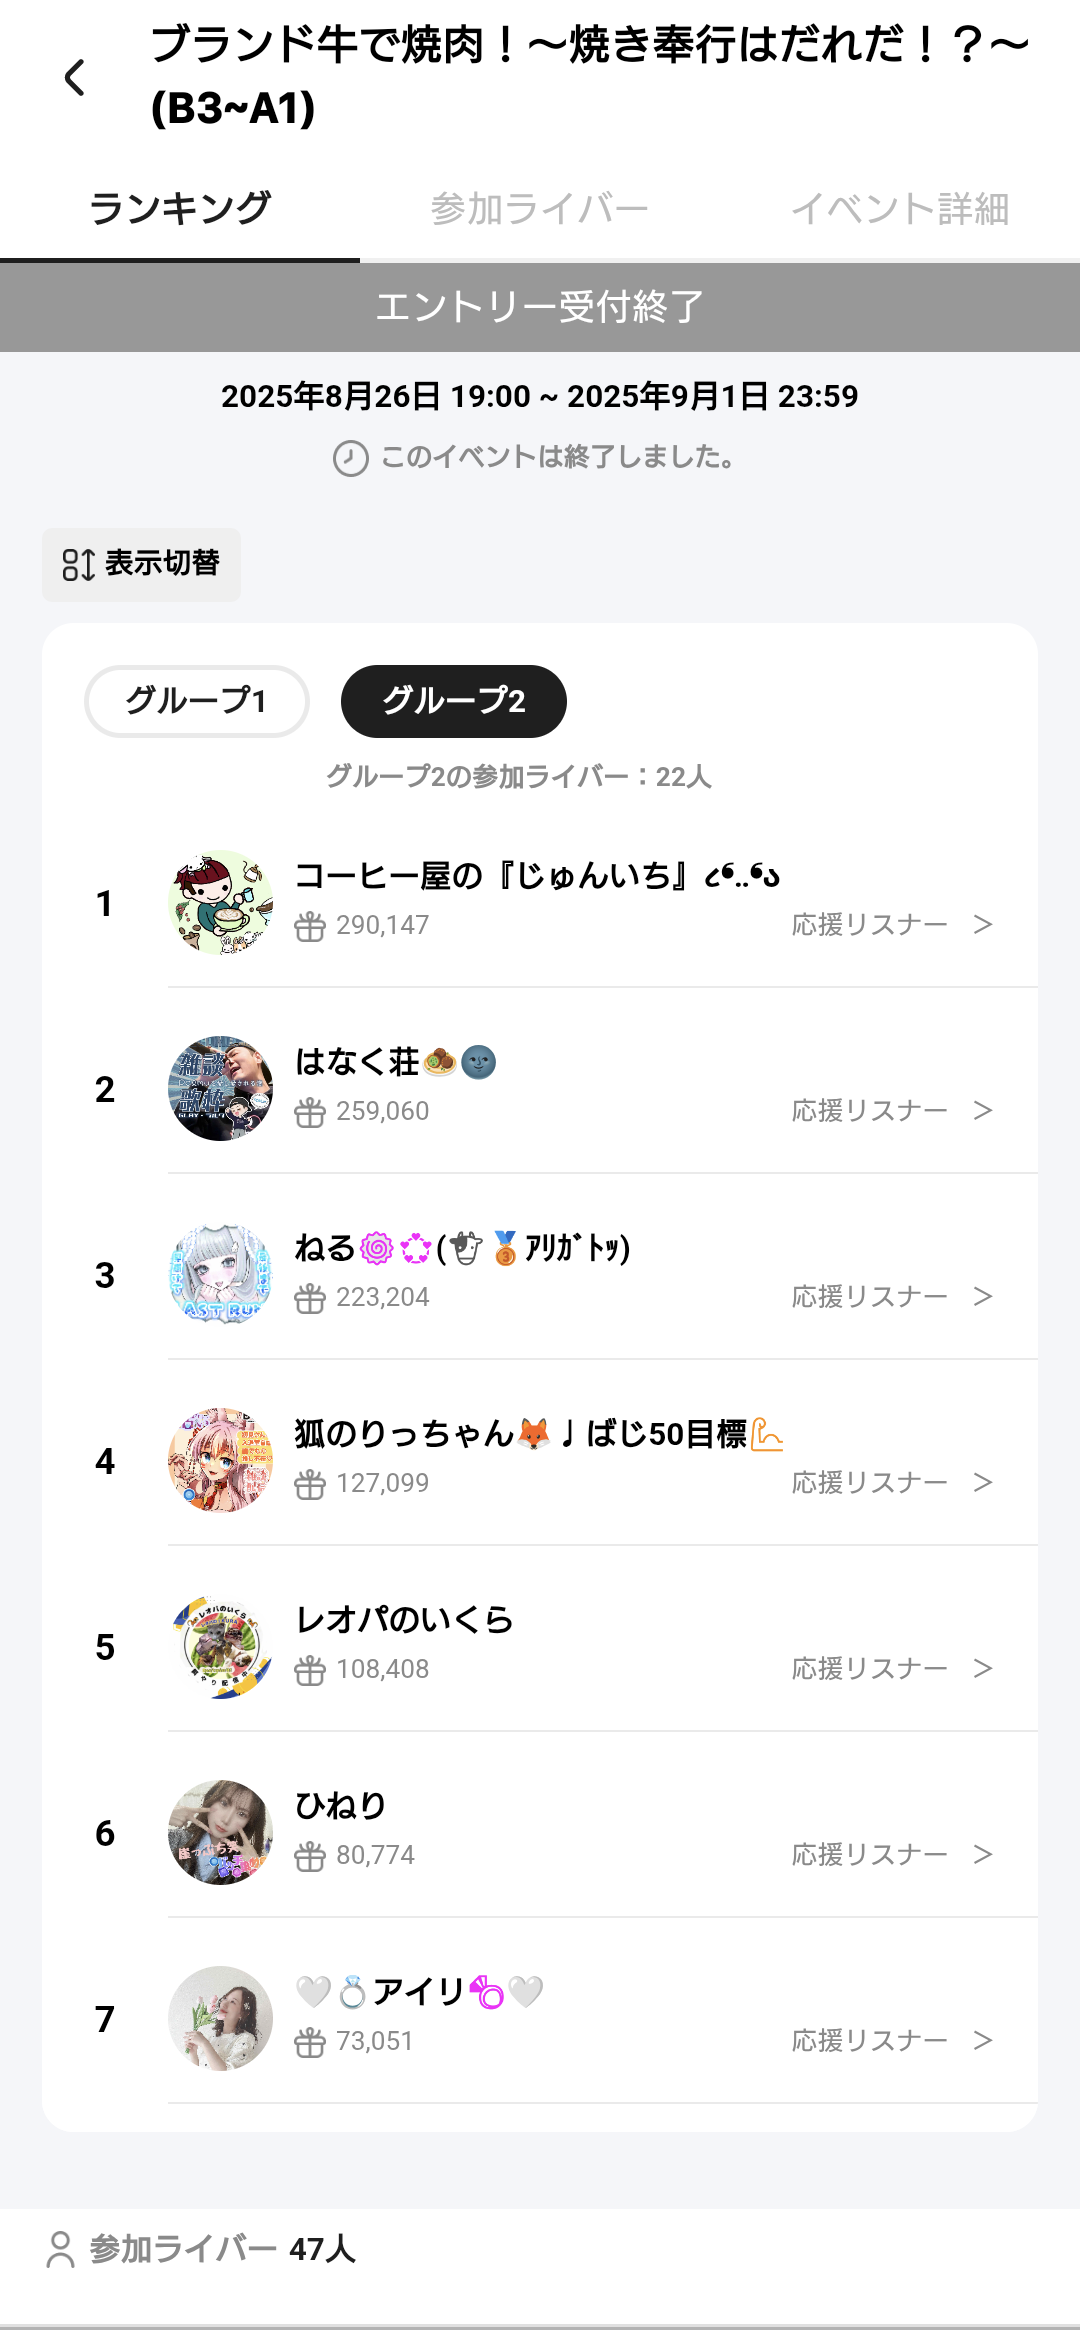 ブランド牛で焼肉！～焼き奉行はだれだ！？～
(B3~A1)
ランキング 参加ライバー イベント詳細
エントリー受付終了
2025年8月26日 19:00 ~ 2025年9月1日 23:59
このイベントは終了しました。
表示切替
グループ1 グループ2
グループ2の参加ライバー：22人
1
コーヒー屋の『じゅんいち』૮❛..❛ა
290,147 応援リスナー >
2
はなく荘🧆🌚
雑談
歌枠
259,060 応援リスナー >
3
ねる🍥💮(🐮🥉ｱﾘｶﾞﾄｯ)
223,204 応援リスナー >
4
狐のりっちゃん🦊♩ばじ50目標💪
127,099 応援リスナー >
5
レオパのいくら
レオパのいくら
108,408 応援リスナー >
6
ひねり
80,774 応援リスナー >
7
🤍💍アイリ💍🤍
73,051 応援リスナー >
参加ライバー 47人